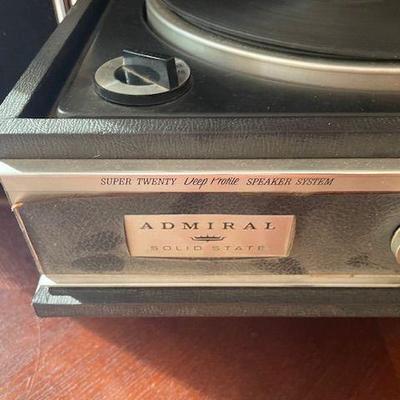 SUPER TWENTY Deep Profile SPEAKER SYSTEM
ADMIRAL
SOLID STATE